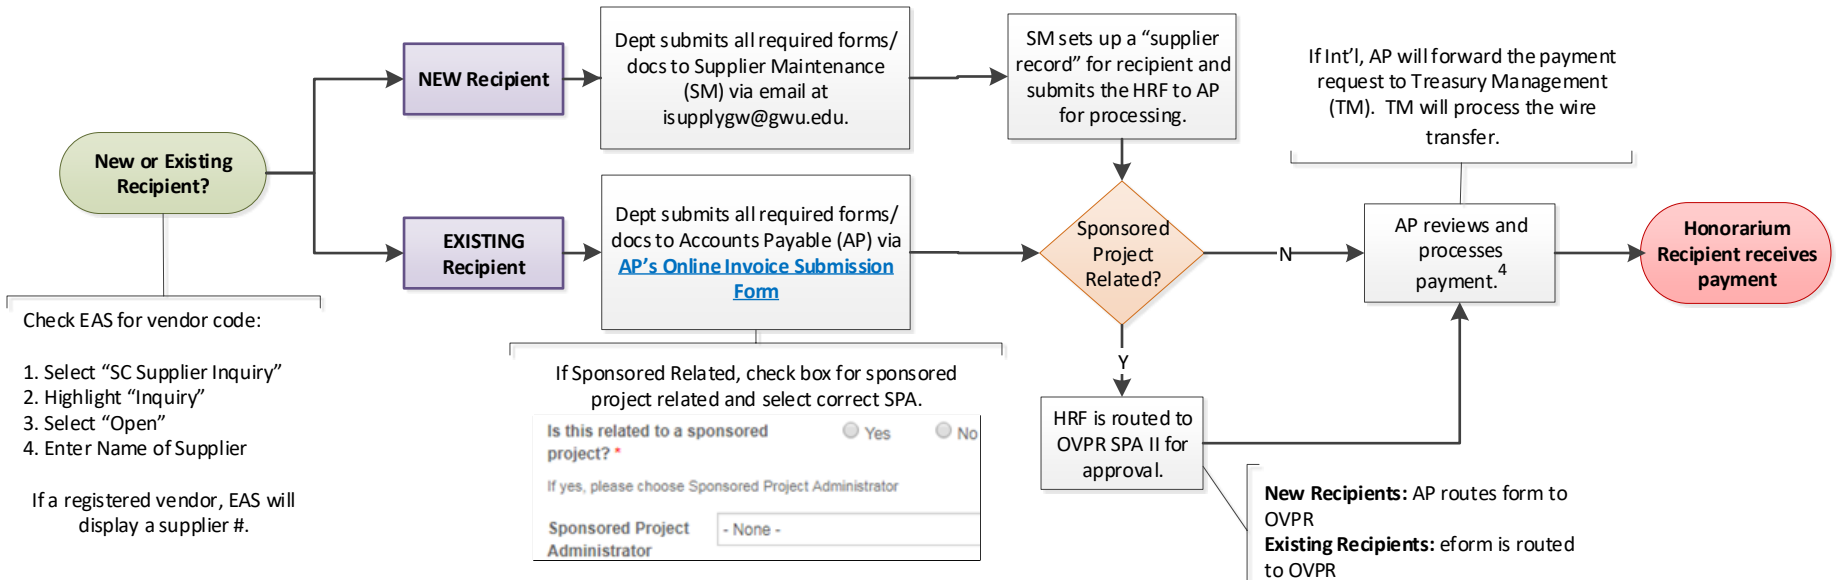 New or Existing
Recipient?
Check EAS for vendor code:
1. Select “SC Supplier Inquiry”
2. Highlight “Inquiry”
3. Select “Open”
4. Enter Name of Supplier
If a registered vendor, EAS will
display a supplier #.
NEW Recipient
Dept submits all required forms/
docs to Supplier Maintenance
(SM) via email at
isupplygw@gwu.edu.
SM sets up a “supplier
record” for recipient and
submits the HRF to AP
for processing.
EXISTING
Recipient
Dept submits all required forms/
docs to Accounts Payable (AP) via
AP’s Online Invoice Submission
Form
If Sponsored Related, check box for sponsored
project related and select correct SPA.
Is this related to a sponsored
project? *
Yes
No
If yes, please choose Sponsored Project Administrator
Sponsored Project
Administrator
- None -
Sponsored
Project
Related?
N
Y
HRF is routed to
OVPR SPA II for
approval.
New Recipients: AP routes form to
OVPR
Existing Recipients: eform is routed
to OVPR
If Int’l, AP will forward the payment
request to Treasury Management
(TM).  TM will process the wire
transfer.
AP reviews and
processes
payment.4
Honorarium
Recipient receives
payment